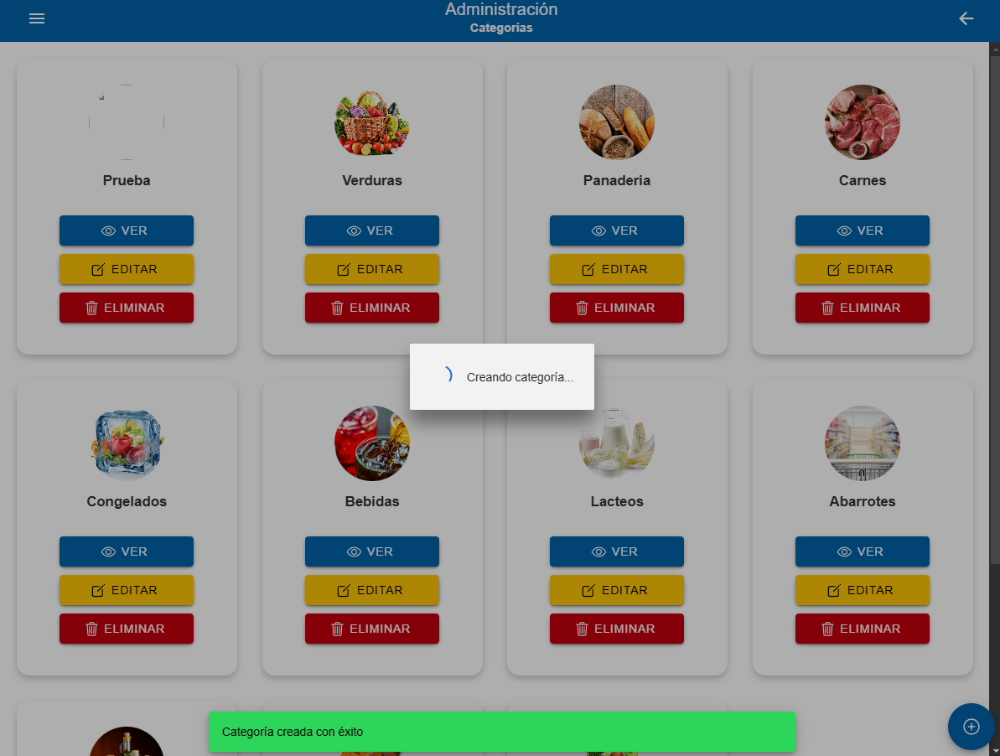 Administración
Categorías
Prueba
Verduras
Panaderia
Carnes
VER
VER
VER
VER
EDITAR
EDITAR
EDITAR
EDITAR
ELIMINAR
ELIMINAR
ELIMINAR
ELIMINAR
Creando categoría...
Congelados
Bebidas
Lacteos
Abarrotes
VER
VER
VER
VER
EDITAR
EDITAR
EDITAR
EDITAR
ELIMINAR
ELIMINAR
ELIMINAR
ELIMINAR
Categoría creada con éxito